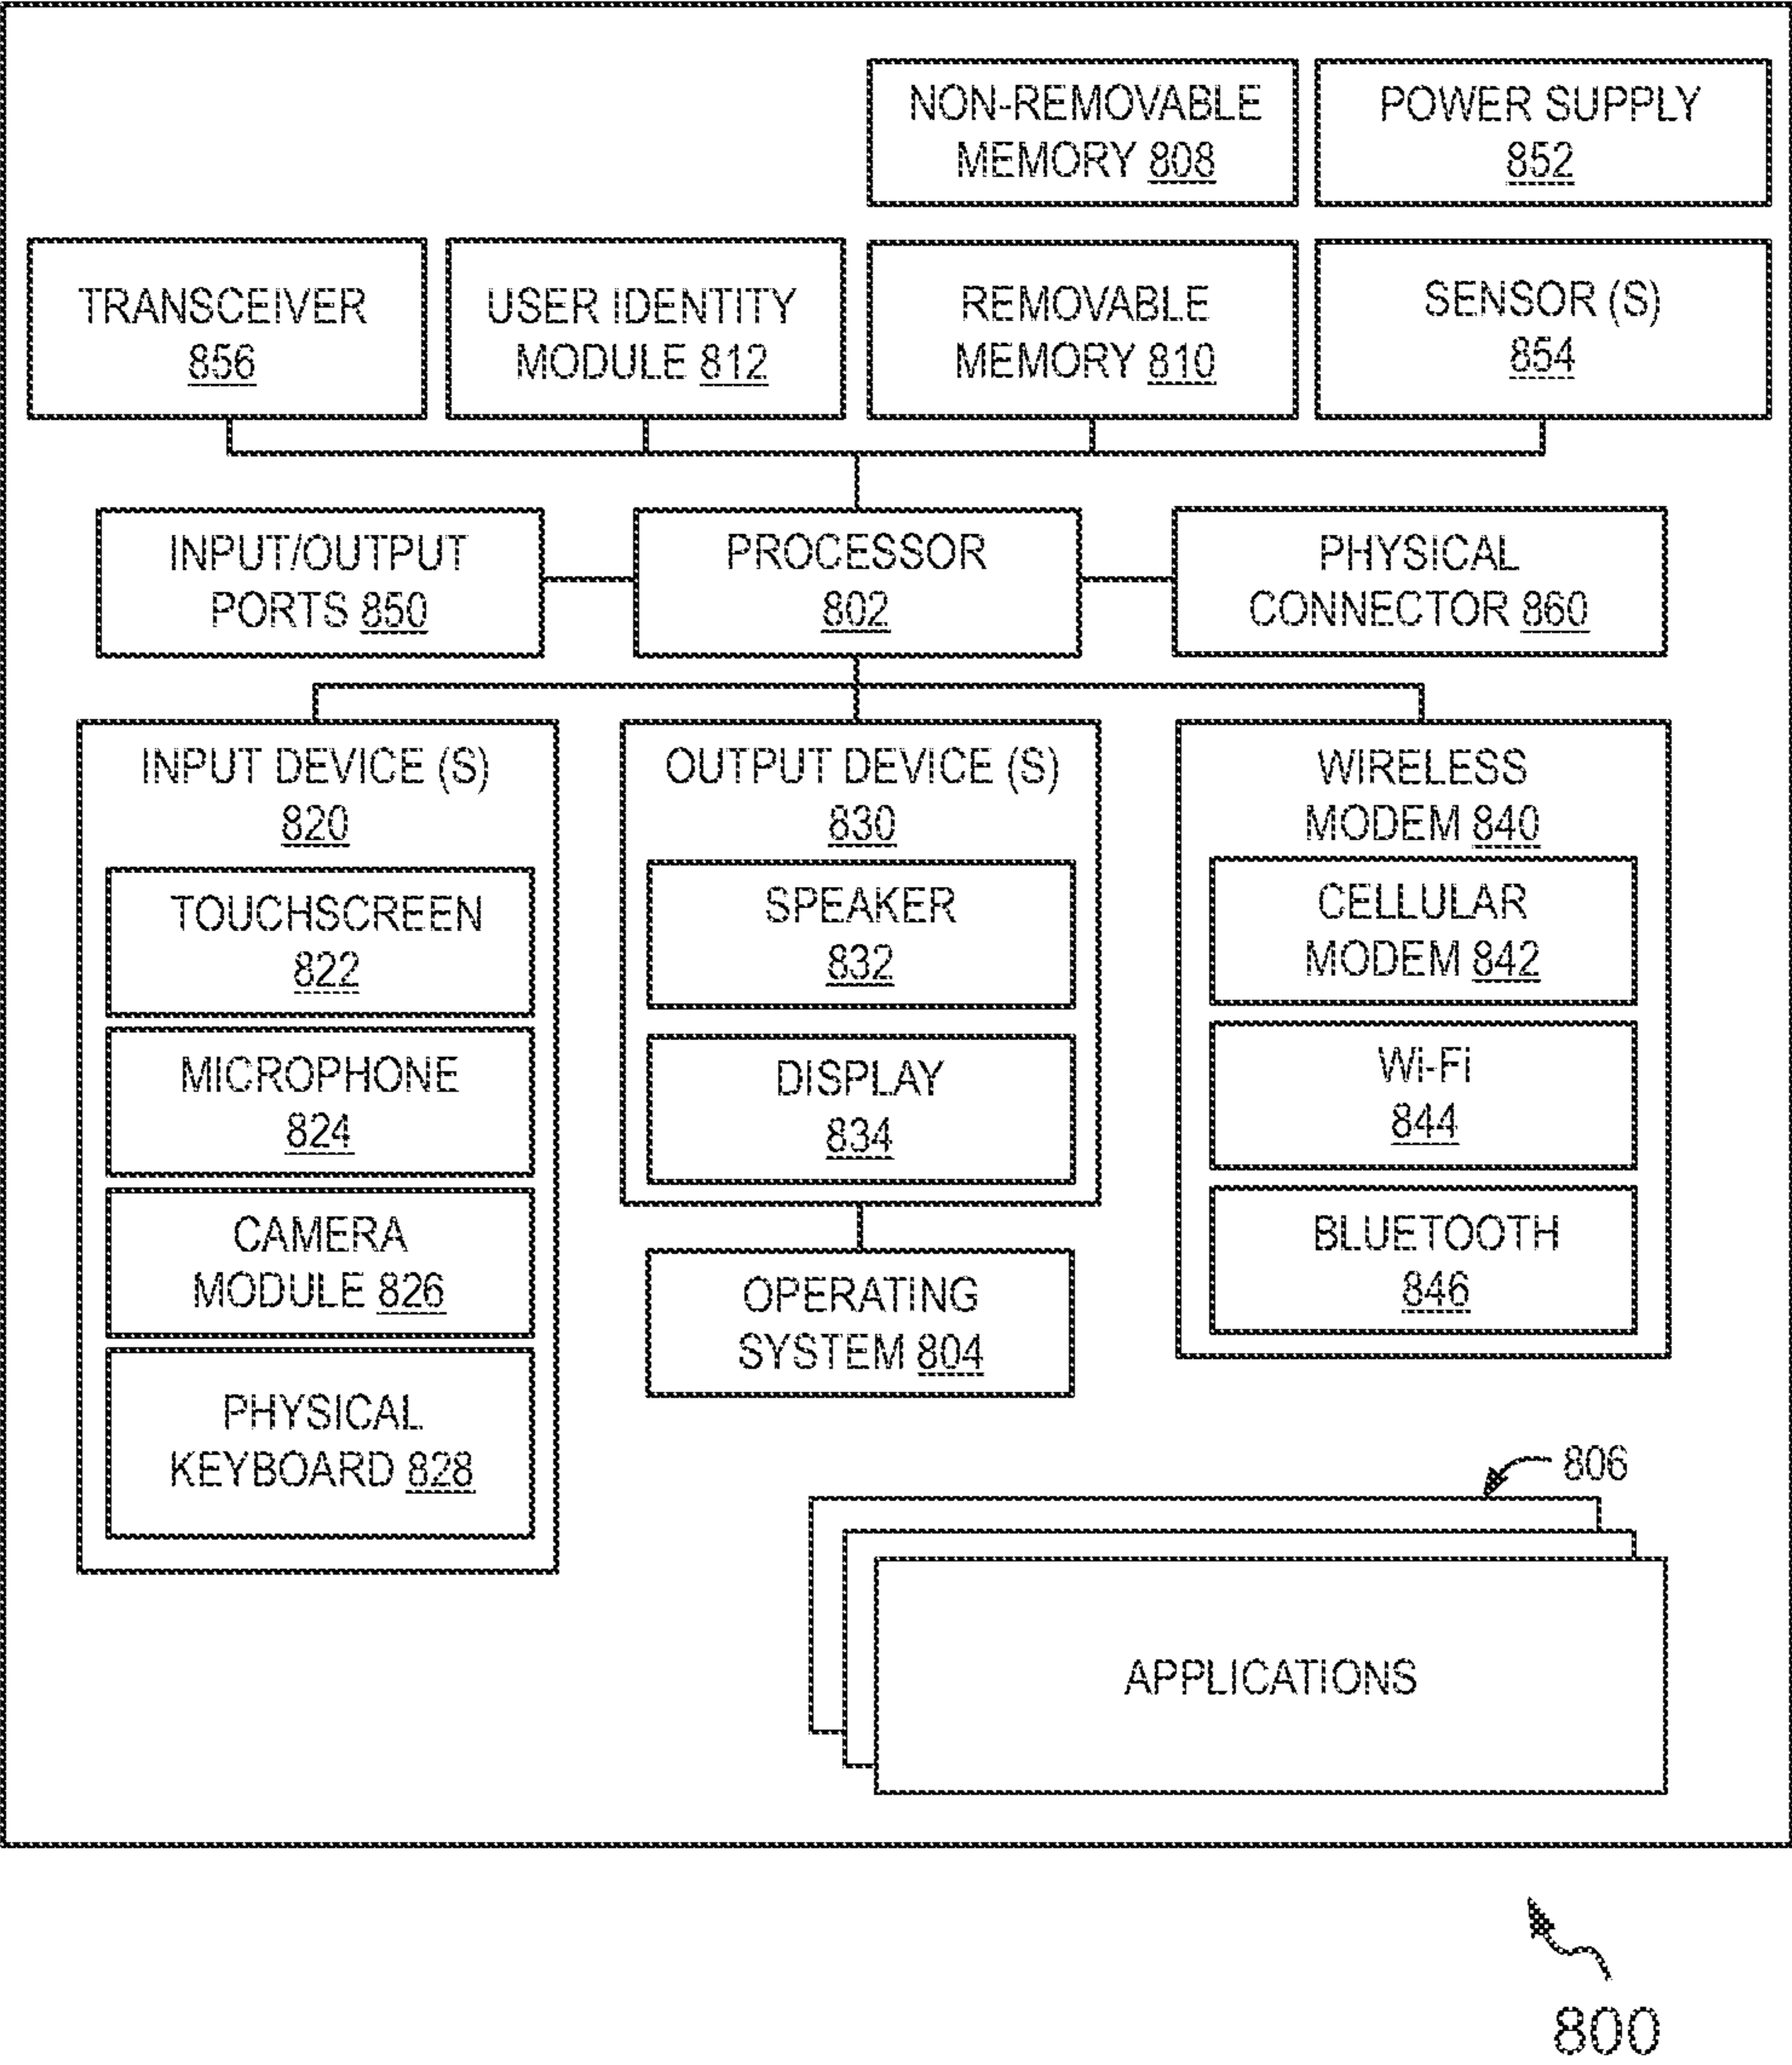 NON-REMOVABLE
MEMORY 808
POWER SUPPLY
852
TRANSCEIVER
856
USER IDENTITY
MODULE 812
REMOVABLE
MEMORY 810
SENSOR (S)
854
INPUT/OUTPUT
PORTS 850
PROCESSOR
802
PHYSICAL
CONNECTOR 860
INPUT DEVICE (S)
820
TOUCHSCREEN
822
MICROPHONE
824
CAMERA
MODULE 826
PHYSICAL
KEYBOARD 828
OUTPUT DEVICE (S)
830
SPEAKER
832
DISPLAY
834
OPERATING
SYSTEM 804
WIRELESS
MODEM 840
CELLULAR
MODEM 842
Wi-Fi
844
BLUETOOTH
846
806
APPLICATIONS
800